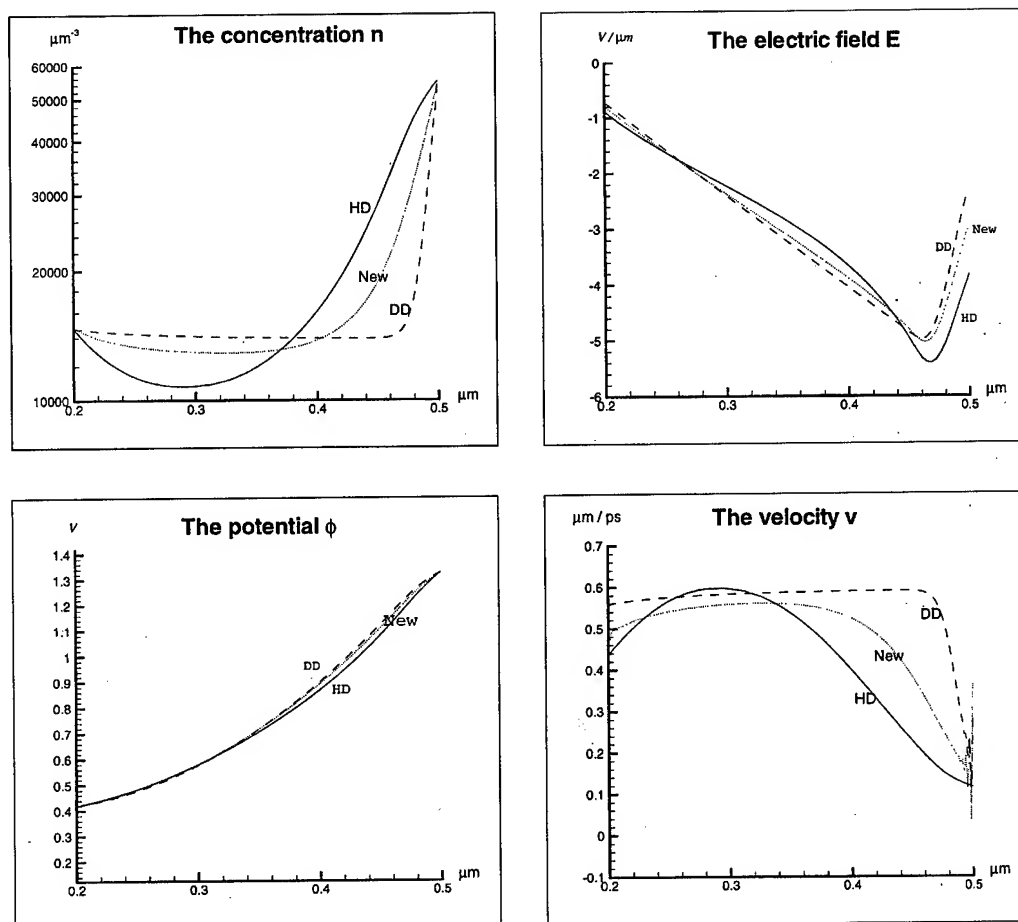 The concentration n
μm⁻³
60000
50000
40000
30000
20000
10000
HD
New
DD
0.2
0.3
0.4
0.5
μm
The electric field E
V/μm
0
-1
-2
-3
-4
-5
-6
New
DD
HD
0.2
0.3
0.4
0.5
μm
The potential ϕ
V
1.4
1.3
1.2
1.1
1
0.9
0.8
0.7
0.6
0.5
0.4
0.3
0.2
New
DD
HD
0.2
0.3
0.4
0.5
μm
The velocity v
μm/ps
0.7
0.6
0.5
0.4
0.3
0.2
0.1
0
-0.1
DD
New
HD
0.2
0.3
0.4
0.5
μm